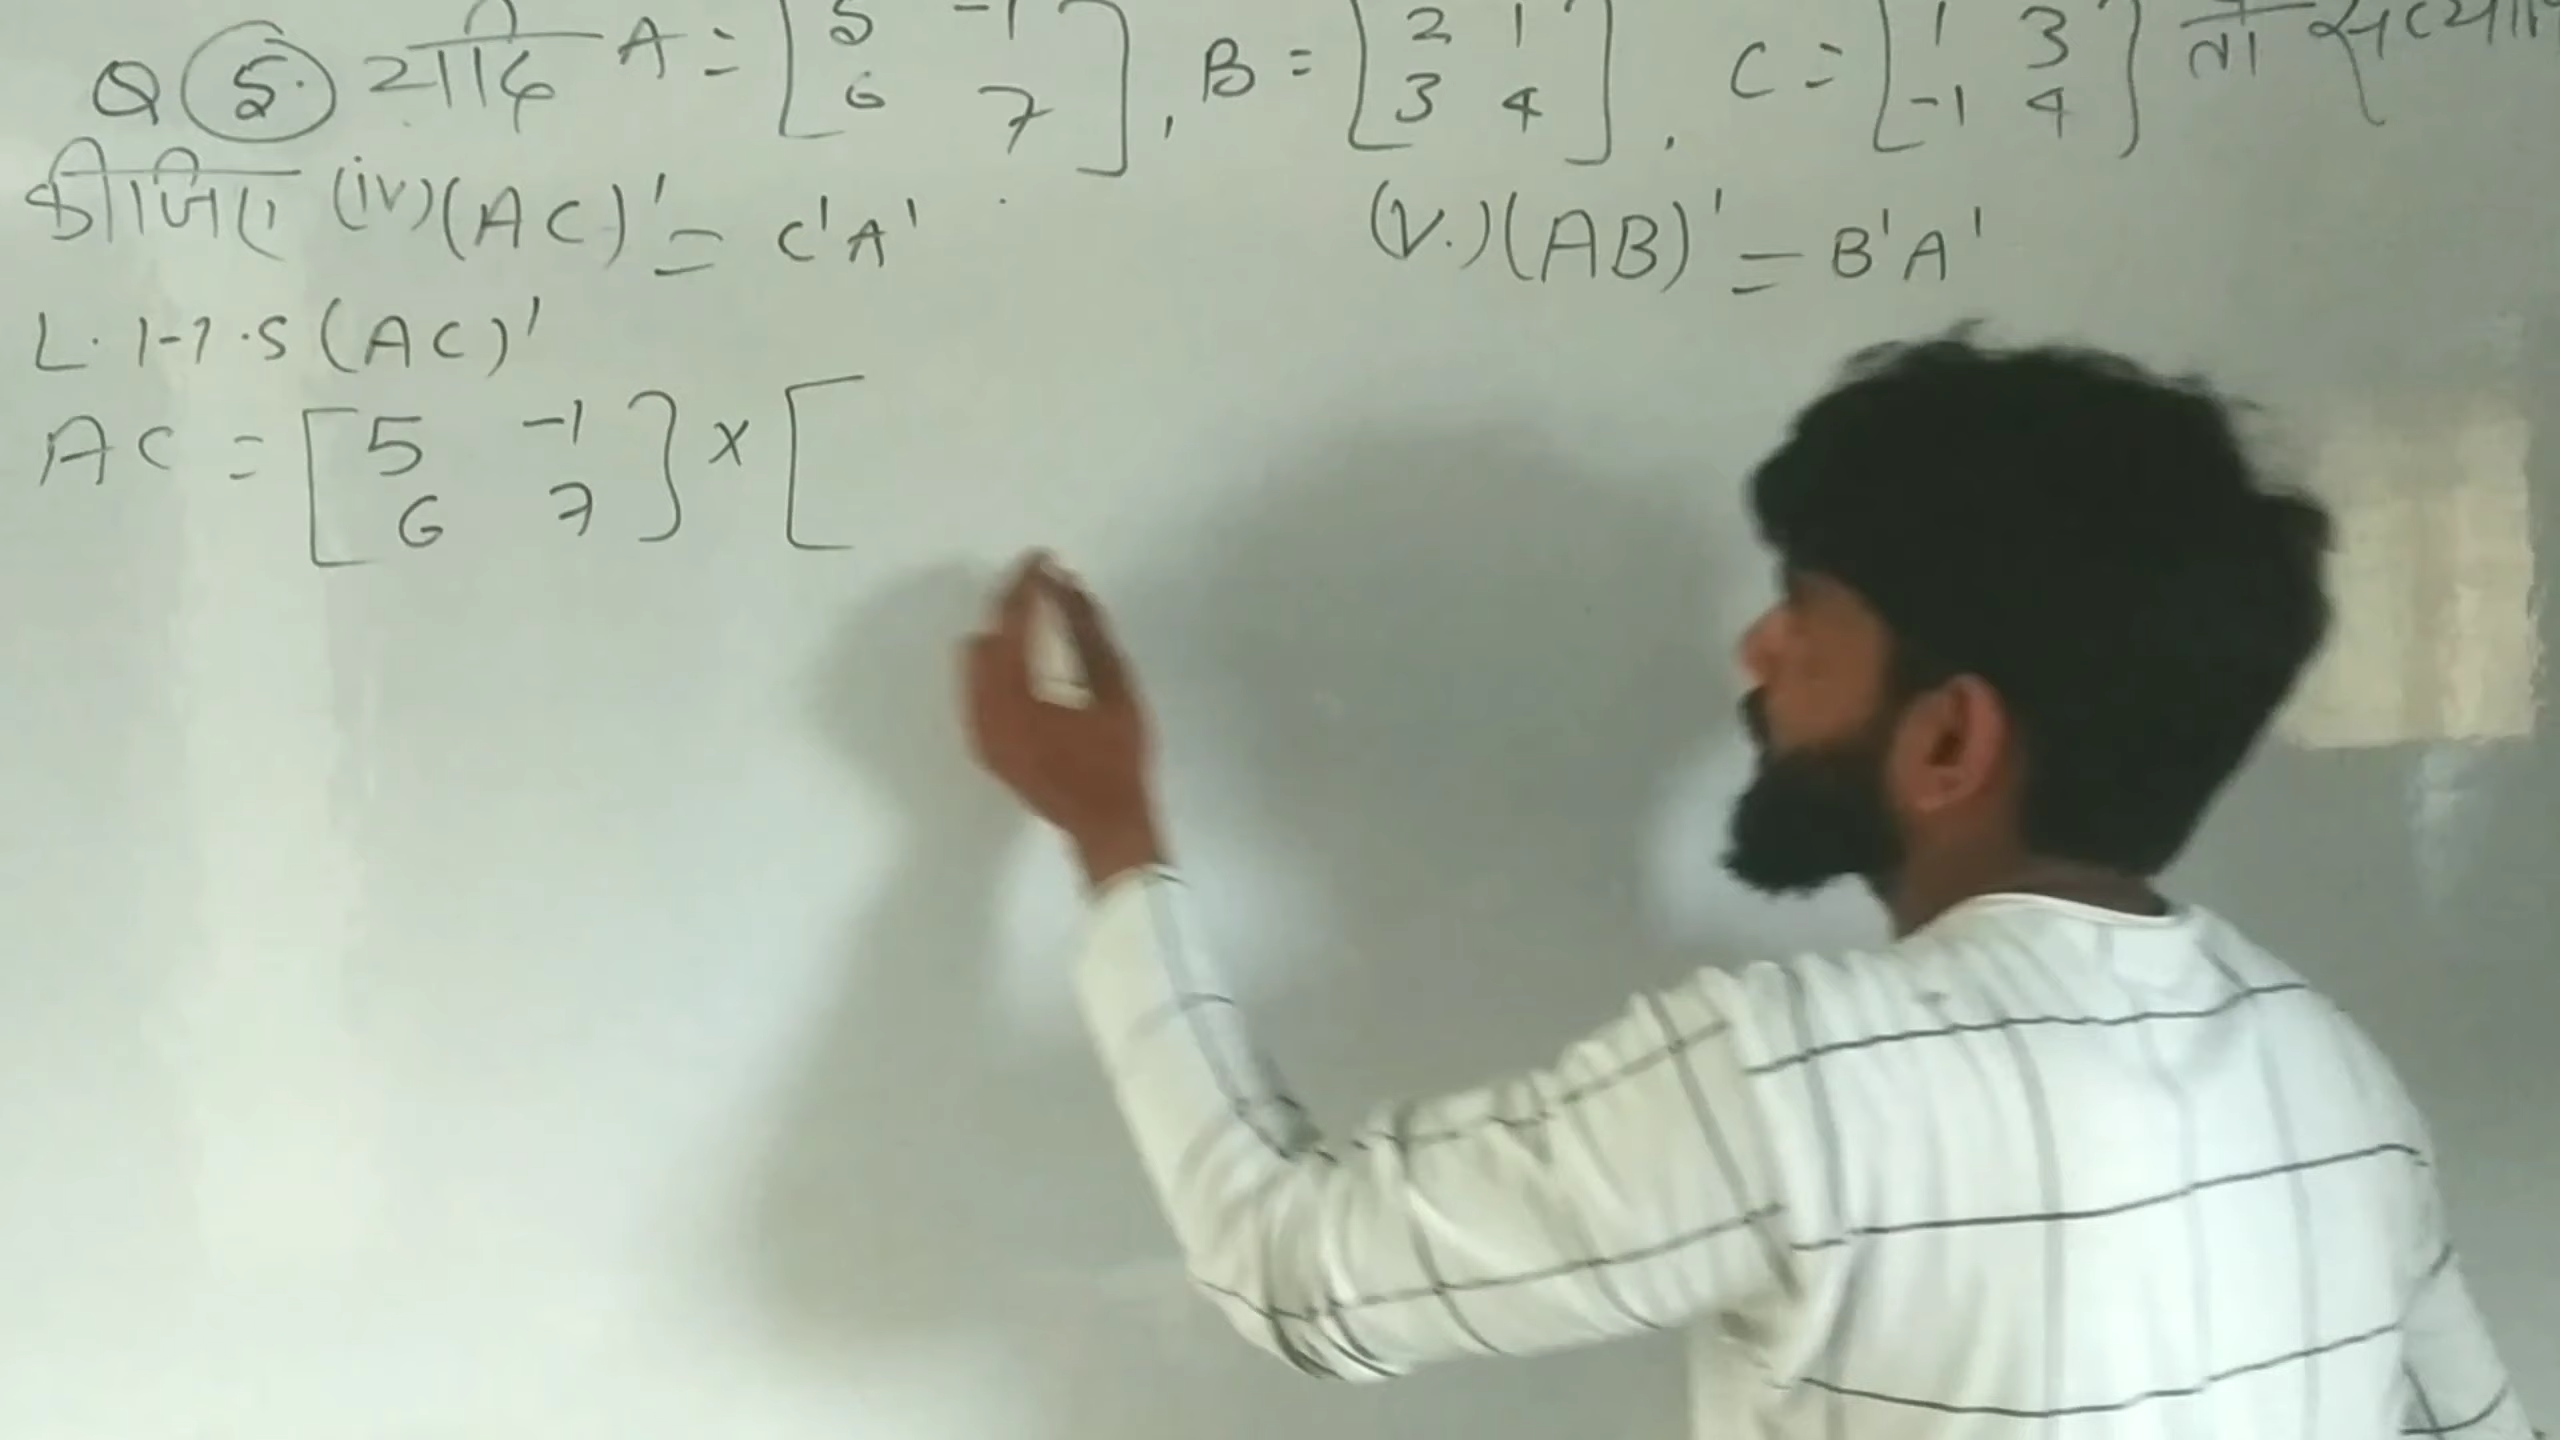 Q 5. यदि A = [5 -1 6 7], B = [2 1 3 4], C = [1 3 -1 4] तो सत्यापि
कीजिए (iv) (AC)' = C'A' (V.) (AB)' = B'A'
L.H.S (AC)'
AC = [5 -1 6 7] × [